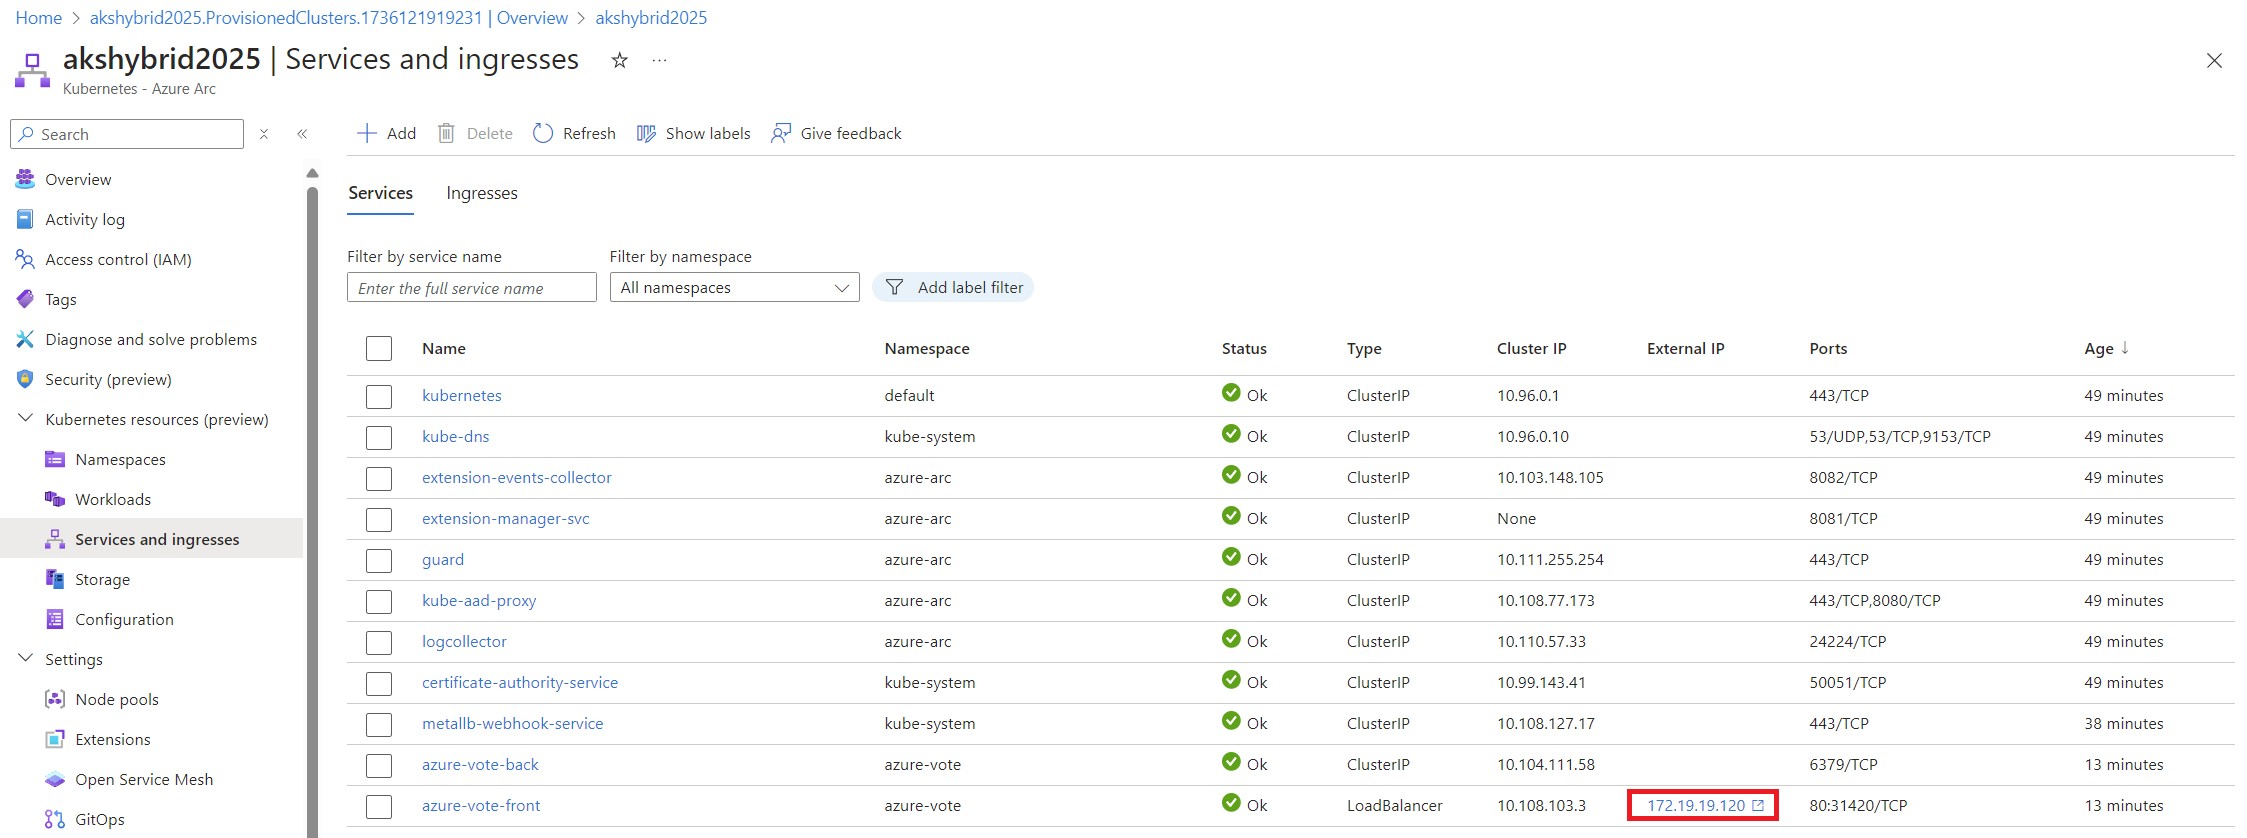 Home > akshybrid2025.ProvisionedClusters.1736121919231 | Overview > akshybrid2025
akshybrid2025 | Services and ingresses
Kubernetes - Azure Arc
Search
Add Delete Refresh Show labels Give feedback
Overview
Activity log
Access control (IAM)
Tags
Diagnose and solve problems
Security (preview)
Kubernetes resources (preview)
Namespaces
Workloads
Services and ingresses
Storage
Configuration
Settings
Node pools
Extensions
Open Service Mesh
GitOps
Services Ingresses
Filter by service name Filter by namespace
Enter the full service name All namespaces Add label filter
Name Namespace Status Type Cluster IP External IP Ports Age ↓
kubernetes default Ok ClusterIP 10.96.0.1 443/TCP 49 minutes
kube-dns kube-system Ok ClusterIP 10.96.0.10 53/UDP,53/TCP,9153/TCP 49 minutes
extension-events-collector azure-arc Ok ClusterIP 10.103.148.105 8082/TCP 49 minutes
extension-manager-svc azure-arc Ok ClusterIP None 8081/TCP 49 minutes
guard azure-arc Ok ClusterIP 10.111.255.254 443/TCP 49 minutes
kube-aad-proxy azure-arc Ok ClusterIP 10.108.77.173 443/TCP,8080/TCP 49 minutes
logcollector azure-arc Ok ClusterIP 10.110.57.33 24224/TCP 49 minutes
certificate-authority-service kube-system Ok ClusterIP 10.99.143.41 50051/TCP 49 minutes
metallb-webhook-service kube-system Ok ClusterIP 10.108.127.17 443/TCP 38 minutes
azure-vote-back azure-vote Ok ClusterIP 10.104.111.58 6379/TCP 13 minutes
azure-vote-front azure-vote Ok LoadBalancer 10.108.103.3 172.19.19.120 80:31420/TCP 13 minutes